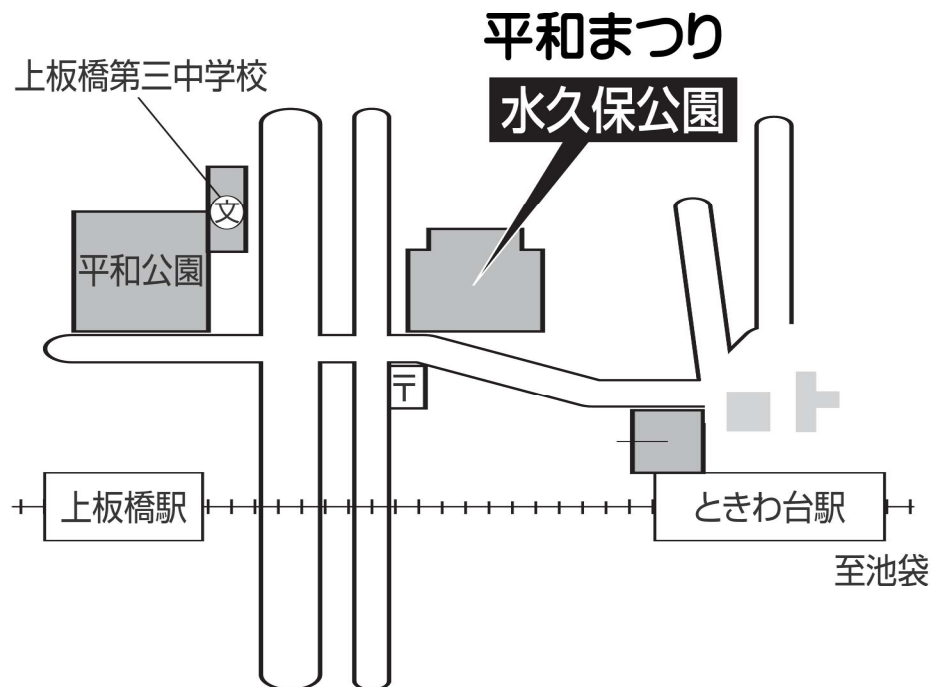 平和まつり
水久保公園
上板橋第三中学校
文
平和公園
〒
上板橋駅
ときわ台駅
至池袋